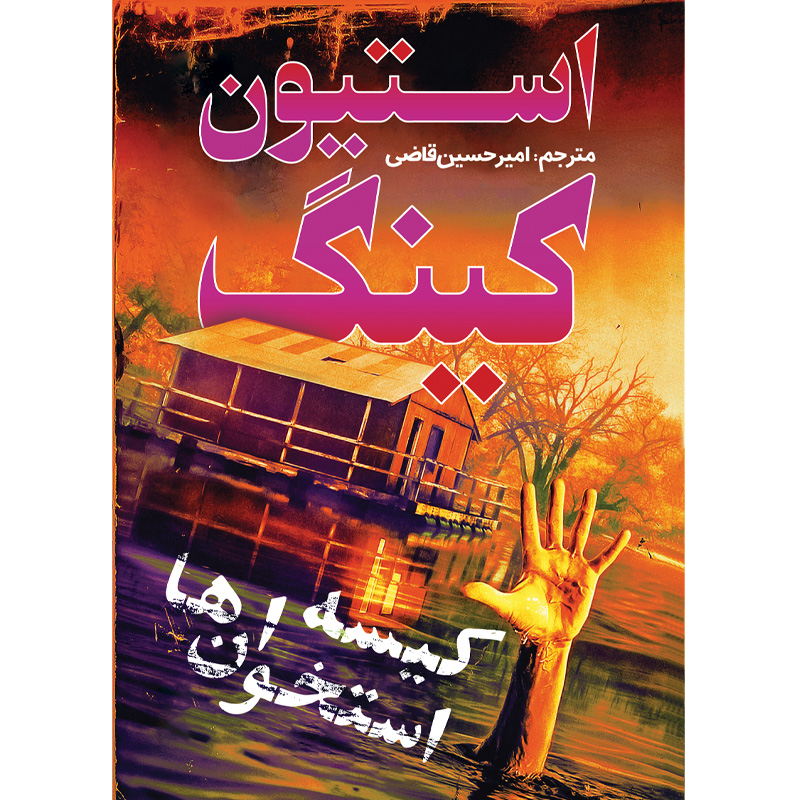 استیون
مترجم: امیرحسین قاضی
کینگ
کیسه
استخوان ها